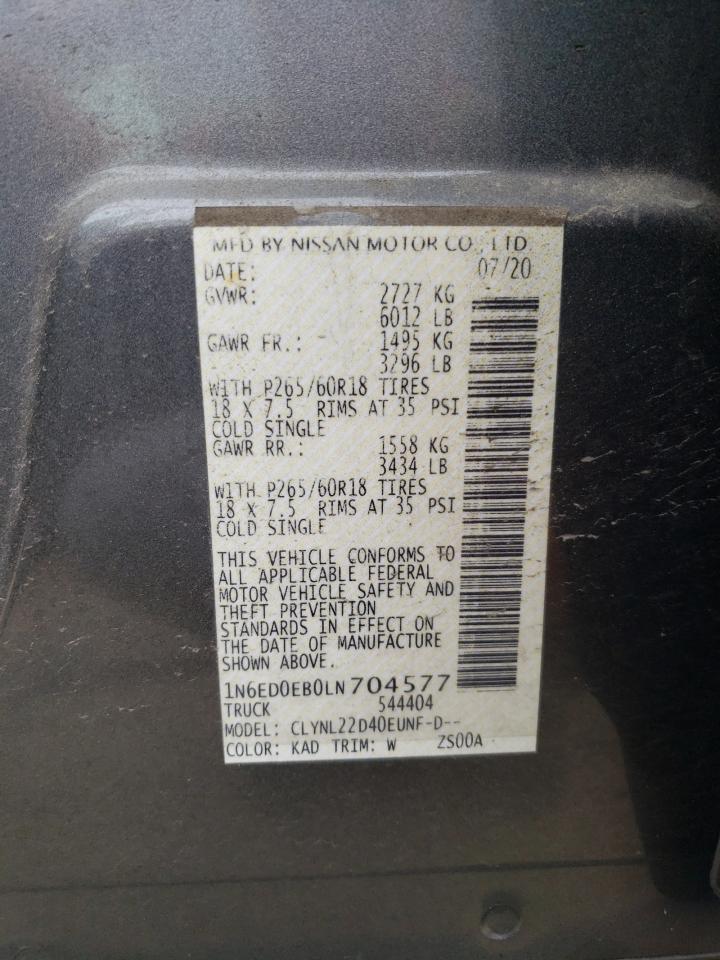 MFD BY NISSAN MOTOR CO., LTD
DATE: 07/20
GVWR: 2727 KG
6012 LB
GAWR FR.: 1495 KG
3296 LB
WITH P265/60R18 TIRES
18 X 7.5 RIMS AT 35 PSI
COLD SINGLE
GAWR RR.: 1558 KG
3434 LB
WITH P265/60R18 TIRES
18 X 7.5 RIMS AT 35 PSI
COLD SINGLE
THIS VEHICLE CONFORMS TO
ALL APPLICABLE FEDERAL
MOTOR VEHICLE SAFETY AND
THEFT PREVENTION
STANDARDS IN EFFECT ON
THE DATE OF MANUFACTURE
SHOWN ABOVE.
1N6ED0EB0LN704577
TRUCK 544404
MODEL: CLYNL22D40EUNF-D--
COLOR: KAD TRIM: W ZS00A